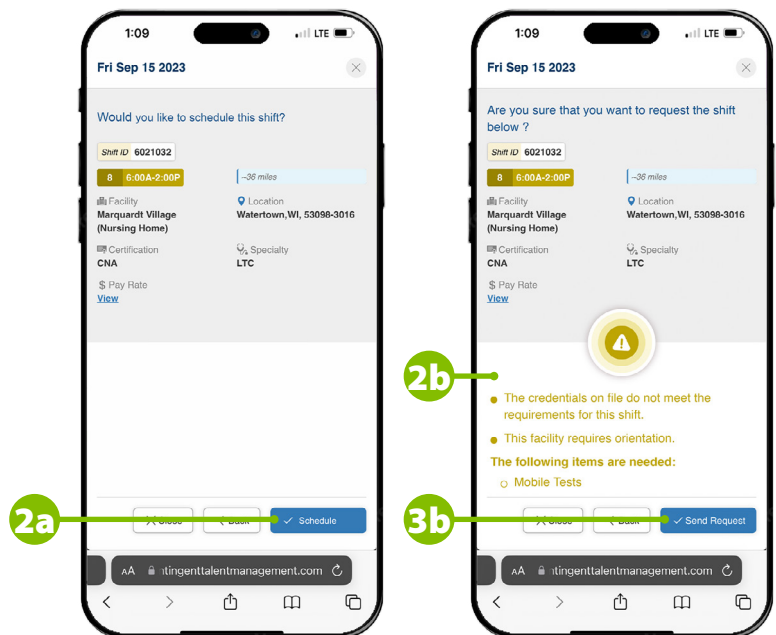 1:09
LTE
Fri Sep 15 2023
Would you like to schedule this shift?
Shift ID 6021032
8 6:00A-2:00P
~36 miles
Facility
Location
Marquardt Village
(Nursing Home)
Watertown,WI, 53098-3016
Certification
Specialty
CNA
LTC
$ Pay Rate
View
2a
Close
Back
Schedule
AA
ntingenttalentmanagement.com
1:09
LTE
Fri Sep 15 2023
Are you sure that you want to request the shift
below ?
Shift ID 6021032
8 6:00A-2:00P
~36 miles
Facility
Location
Marquardt Village
(Nursing Home)
Watertown,WI, 53098-3016
Certification
Specialty
CNA
LTC
$ Pay Rate
View
2b
The credentials on file do not meet the
requirements for this shift.
This facility requires orientation.
The following items are needed:
Mobile Tests
3b
Close
Back
Send Request
AA
ntingenttalentmanagement.com